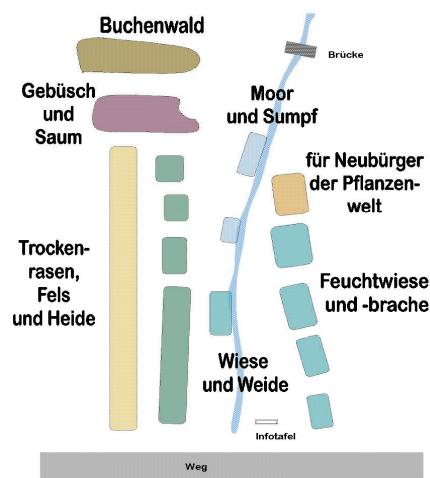 Buchenwald
Brücke
Gebüsch
und
Saum
Moor
und Sumpf
für Neubürger
der Pflanzen-
welt
Trocken-
rasen,
Fels
und Heide
Feuchtwiese
und -brache
Wiese
und Weide
Infotafel
Weg